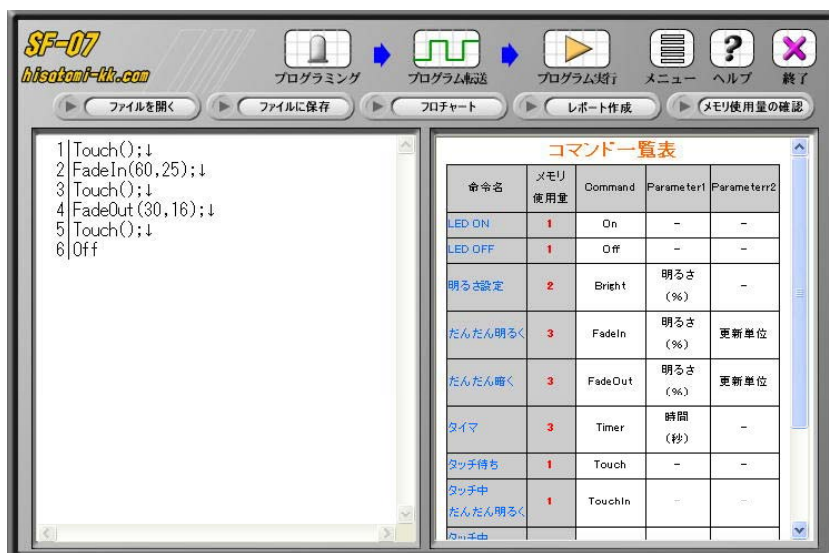 SF-07
hisatomi-kk.com
プログラミング
プログラム転送
プログラム実行
メニュー
ヘルプ
終了
ファイルを開く
ファイルに保存
フロチャート
レポート作成
メモリ使用量の確認
1|Touch();↓
2|FadeIn(60,25);↓
3|Touch();↓
4|FadeOut(30,16);↓
5|Touch();↓
6|Off
コマンド一覧表
命令名 メモリ使用量 Command Parameter1 Parameterr2
LED ON 1 On - -
LED OFF 1 Off - -
明るさ設定 2 Bright 明るさ(%) -
だんだん明るく 3 FadeIn 明るさ(%) 更新単位
だんだん暗く 3 FadeOut 明るさ(%) 更新単位
タイマ 3 Timer 時間(秒) -
タッチ待ち 1 Touch - -
タッチ中だんだん明るく 1 TouchIn - -
タッチ中